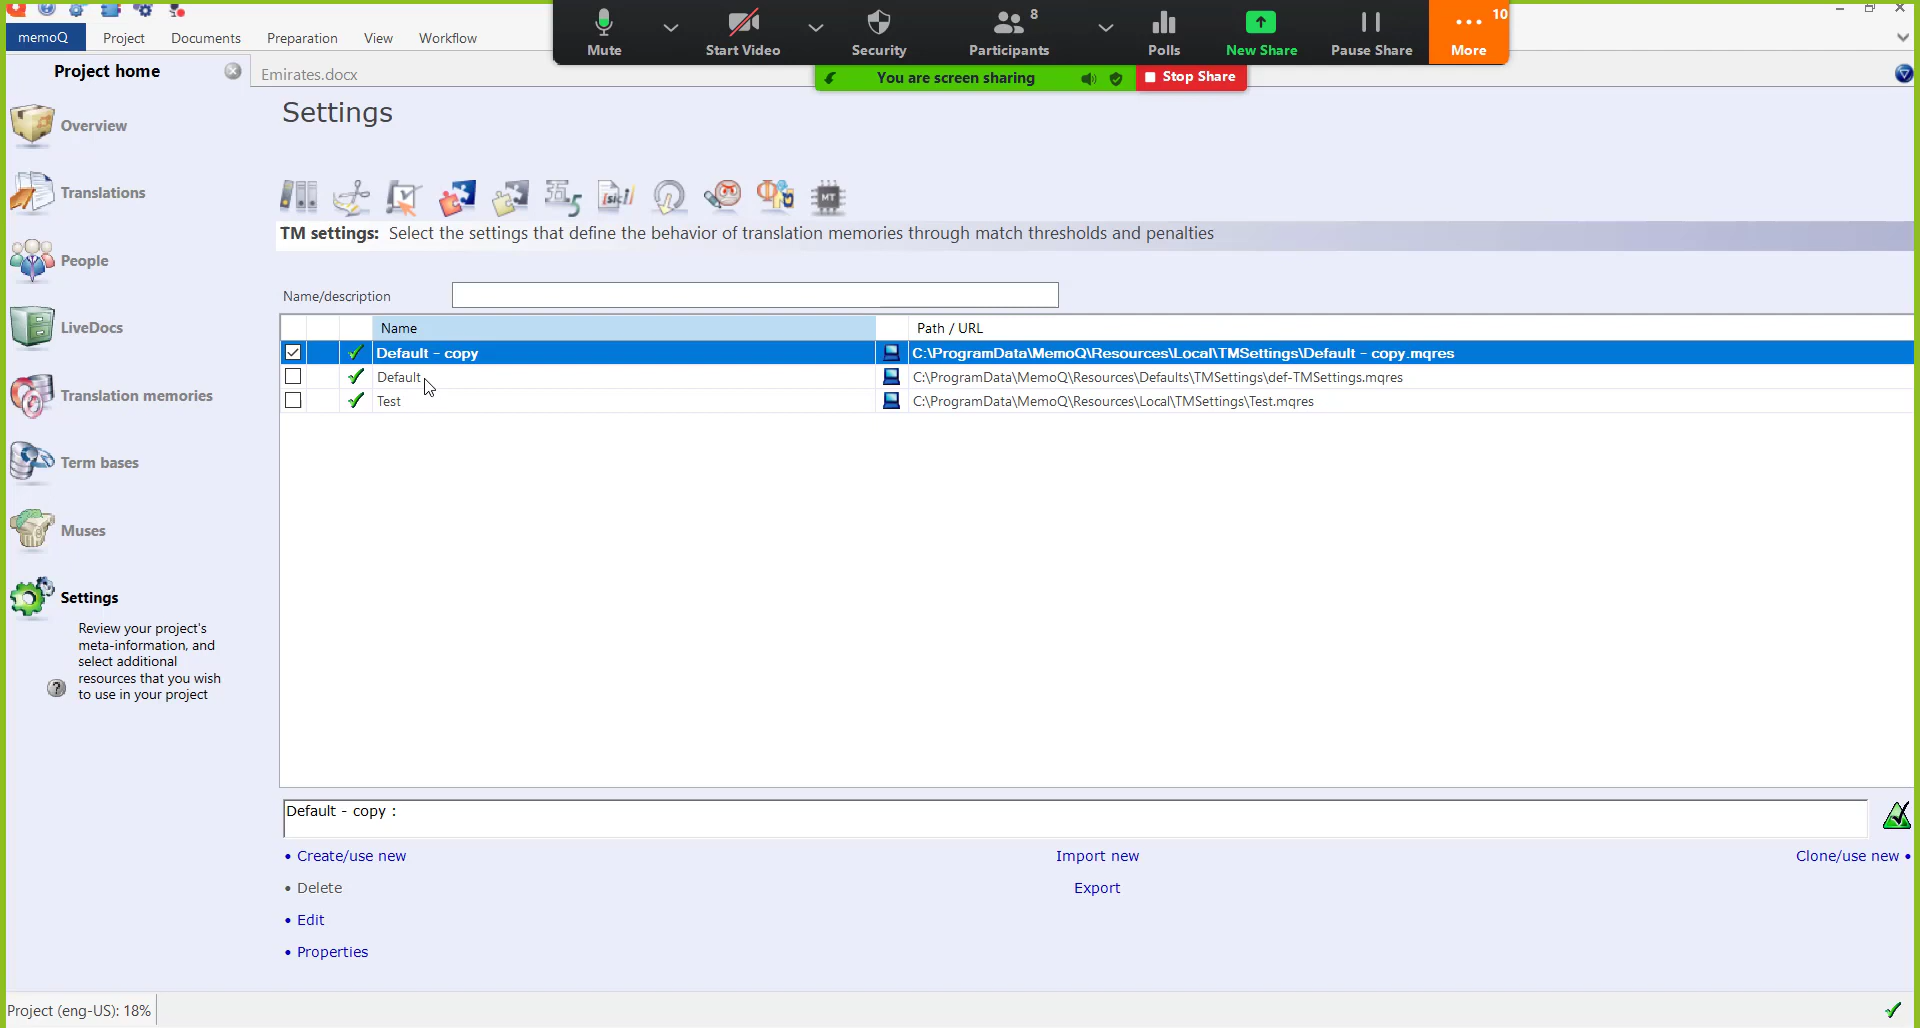 Mute
Start Video
Security
Participants
8
Polls
New Share
Pause Share
More
10
You are screen sharing
Stop Share
memoQ
Project
Documents
Preparation
View
Workflow
Project home
Emirates.docx
Overview
Translations
People
LiveDocs
Translation memories
Term bases
Muses
Settings
Review your project's
meta-information, and
select additional
resources that you wish
to use in your project
Settings
五5
[sic!]
MT
TM settings: Select the settings that define the behavior of translation memories through match thresholds and penalties
Name/description
Name Path / URL
Default - copy C:\ProgramData\MemoQ\Resources\Local\TMSettings\Default - copy.mqres
Default C:\ProgramData\MemoQ\Resources\Defaults\TMSettings\def-TMSettings.mqres
Test C:\ProgramData\MemoQ\Resources\Local\TMSettings\Test.mqres
Default - copy :
• Create/use new Import new Clone/use new •
• Delete Export
• Edit
• Properties
Project (eng-US): 18%